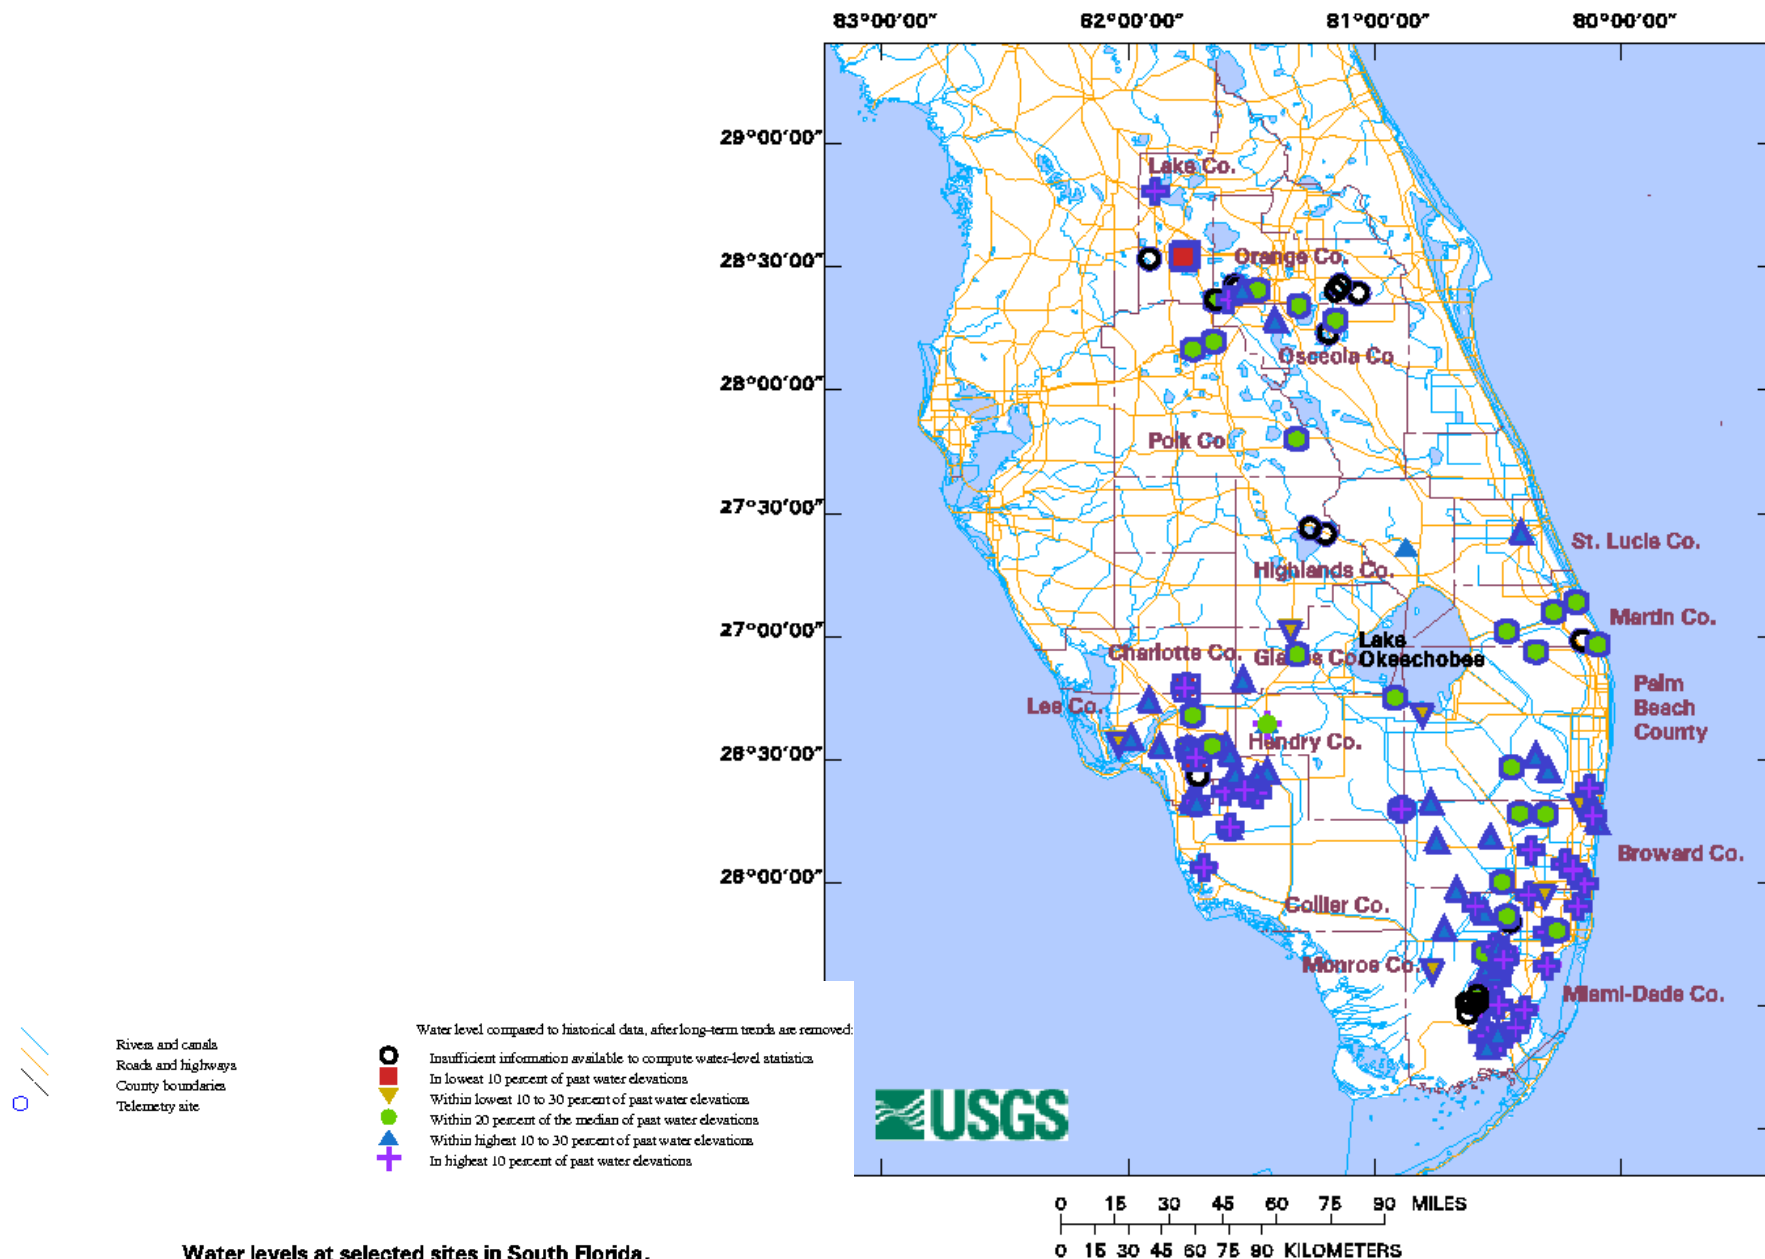 83°00'00" 82°00'00" 81°00'00" 80°00'00"
29°00'00"
Lake Co.
28°30'00"
Orange Co.
Osceola Co
28°00'00"
Polk Co.
27°30'00"
St. Lucie Co.
Highlands Co.
27°00'00"
Martin Co.
Lake
Okeechobee
Charlotte Co.
Glades Co.
Palm
Beach
County
Lee Co.
Hendry Co.
26°30'00"
Broward Co.
26°00'00"
Collier Co.
Monroe Co.
Miami-Dade Co.
Rivers and canals
Roads and highways
County boundaries
Telemetry site
Water level compared to historical data, after long-term trends are removed:
Insufficient information available to compute water-level statistics
In lowest 10 percent of past water elevations
Within lowest 10 to 30 percent of past water elevations
Within 20 percent of the median of past water elevations
Within highest 10 to 30 percent of past water elevations
In highest 10 percent of past water elevations
USGS
0 15 30 45 60 75 90 MILES
0 15 30 45 60 75 90 KILOMETERS
Water levels at selected sites in South Florida.